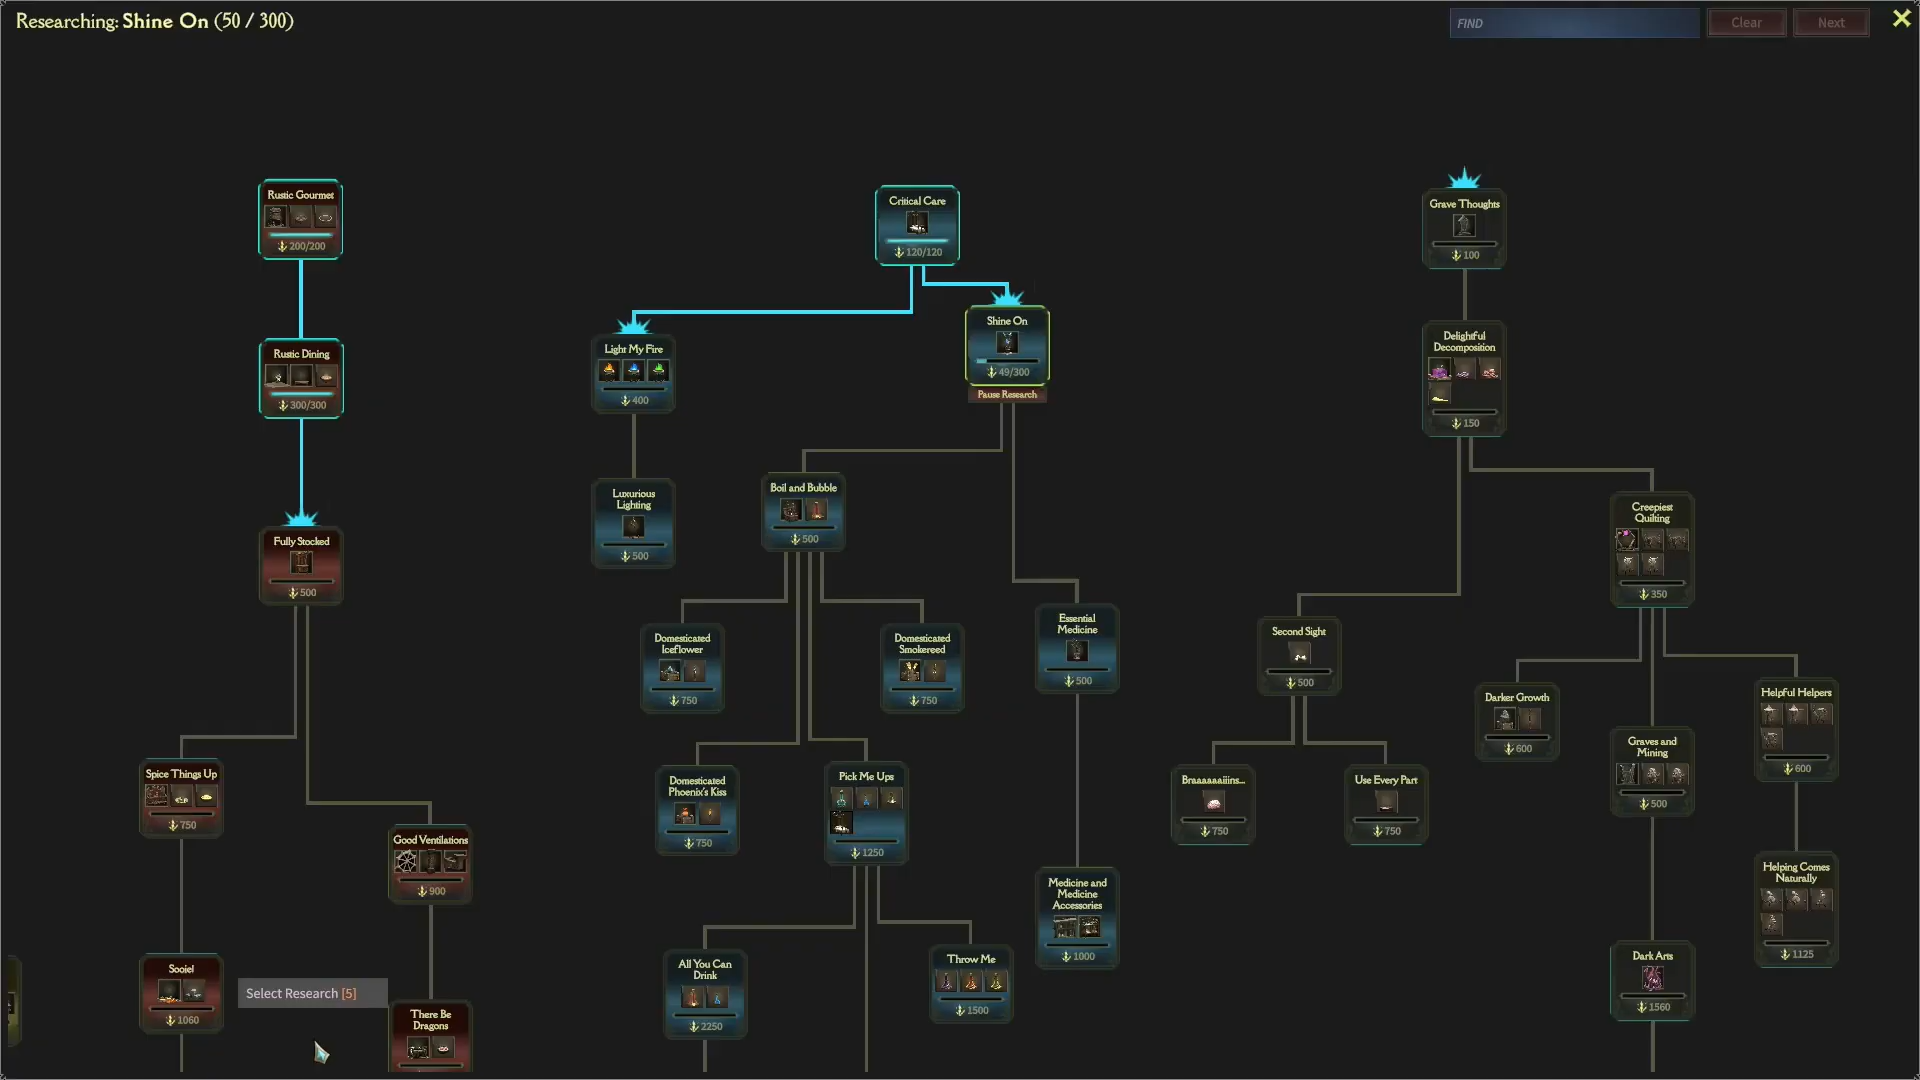 Researching: Shine On (50 / 300)
FIND
Clear
Next
Rustic Gourmet
200/200
Critical Care
120/120
Grave Thoughts
100
Shine On
49/300
Pause Research
Light My Fire
400
Delightful
Decomposition
150
Rustic Dining
300/300
Luxurious
Lighting
500
Boil and Bubble
500
Creepiest
Quilting
350
Fully Stocked
500
Domesticated
Iceflower
750
Domesticated
Smokereed
750
Essential
Medicine
500
Second Sight
500
Darker Growth
600
Helpful Helpers
600
Graves and
Mining
500
Spice Things Up
750
Domesticated
Phoenix's Kiss
750
Pick Me Ups
1250
Braaaaaaiiins...
750
Use Every Part
750
Good Ventilations
900
Medicine and
Medicine
Accessories
1000
Helping Comes
Naturally
1125
Sooie!
1060
Select Research [5]
All You Can
Drink
2250
Throw Me
1500
Dark Arts
1560
There Be
Dragons